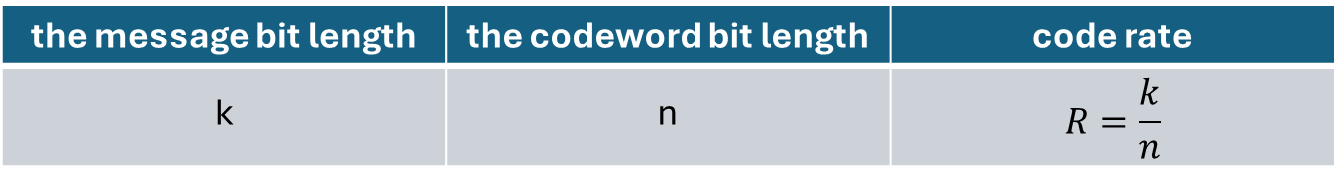 the message bit length the codeword bit length code rate
k n R = k/n